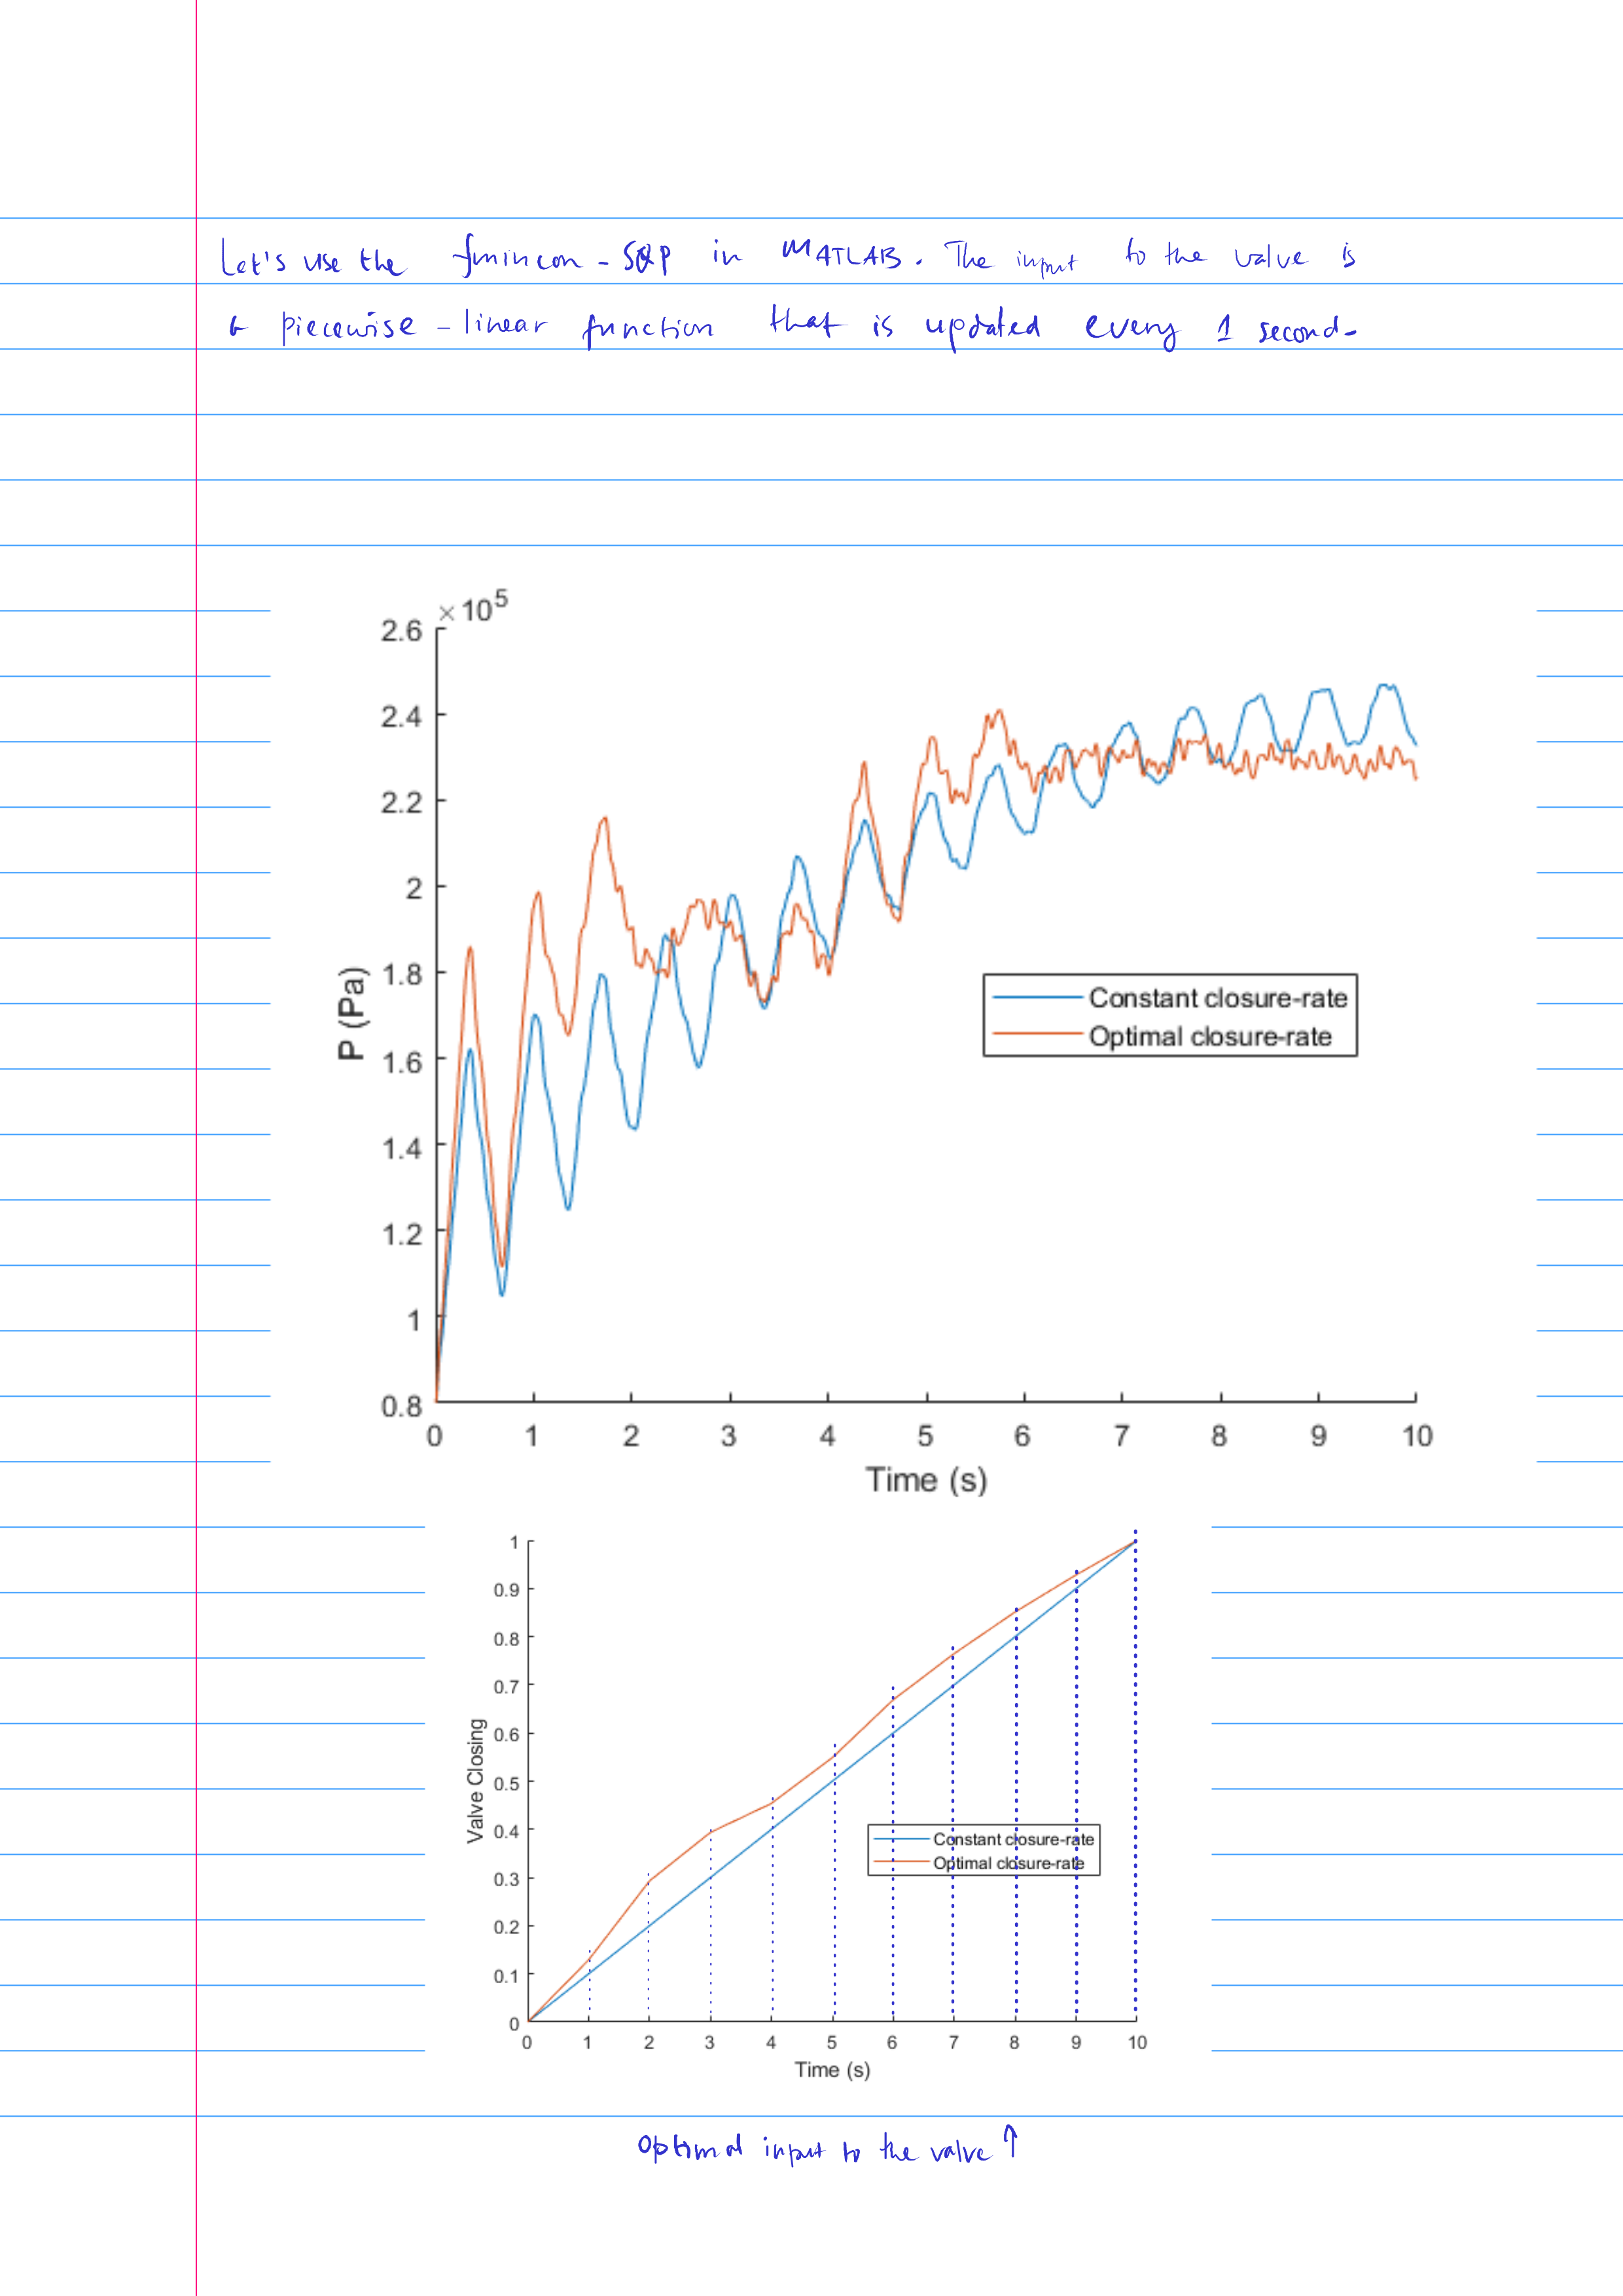 Let's use the fmincon - SQP in MATLAB. The input to the valve is
a piecewise - linear function that is updated every 1 second.
× 10⁵
2.6
2.4
2.2
2
1.8
1.6
1.4
1.2
1
0.8
P (Pa)
Constant closure-rate
Optimal closure-rate
0 1 2 3 4 5 6 7 8 9 10
Time (s)
1
0.9
0.8
0.7
0.6
0.5
0.4
0.3
0.2
0.1
0
Valve Closing
Constant closure-rate
Optimal closure-rate
0 1 2 3 4 5 6 7 8 9 10
Time (s)
Optimal input to the valve ↑